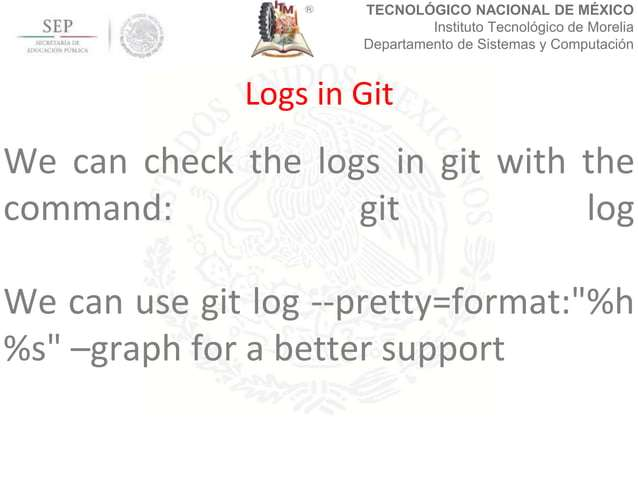 SEP
SECRETARÍA DE
EDUCACIÓN PÚBLICA
ITM
®
TECNOLÓGICO NACIONAL DE MÉXICO
Instituto Tecnológico de Morelia
Departamento de Sistemas y Computación
Logs in Git
We can check the logs in git with the
command: git log
We can use git log --pretty=format:"%h
%s" –graph for a better support